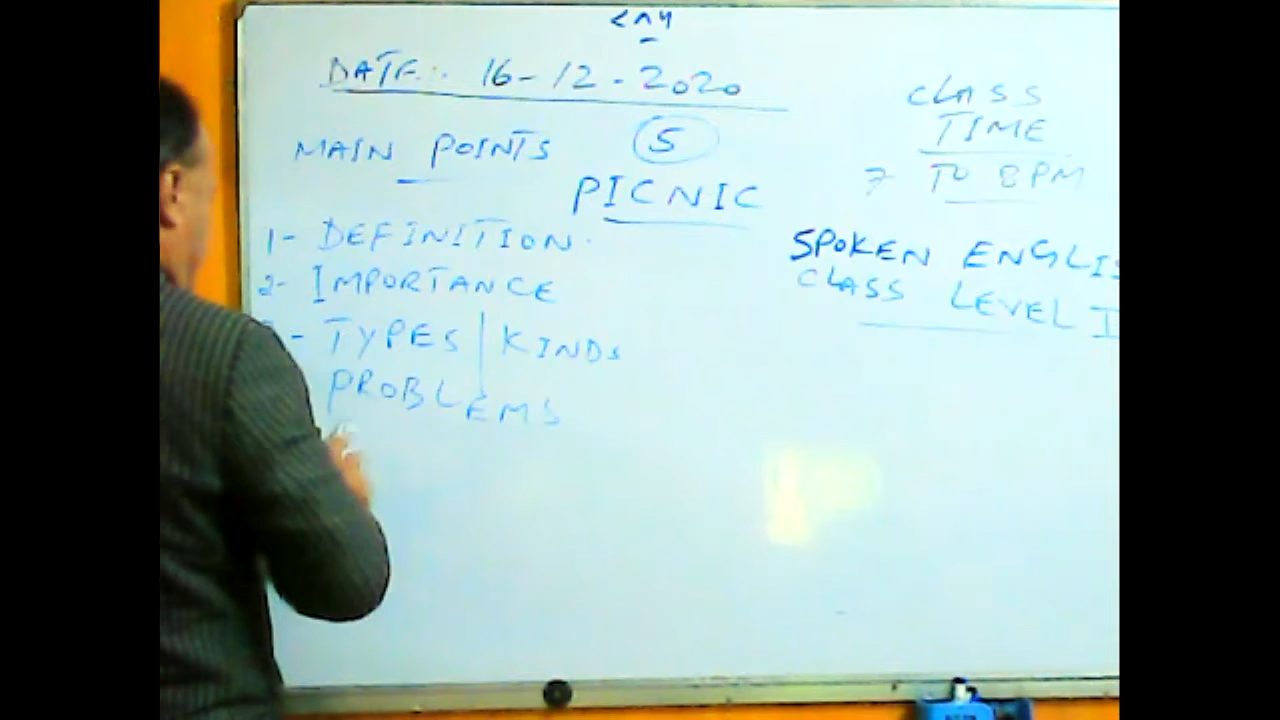 DATE: 16-12-2020
MAIN POINTS 5
PICNIC
1- DEFINITION.
2- IMPORTANCE
- TYPES | KINDS
PROBLEMS
CLASS
TIME
7 TO 8PM
SPOKEN ENGLIS
CLASS LEVEL I